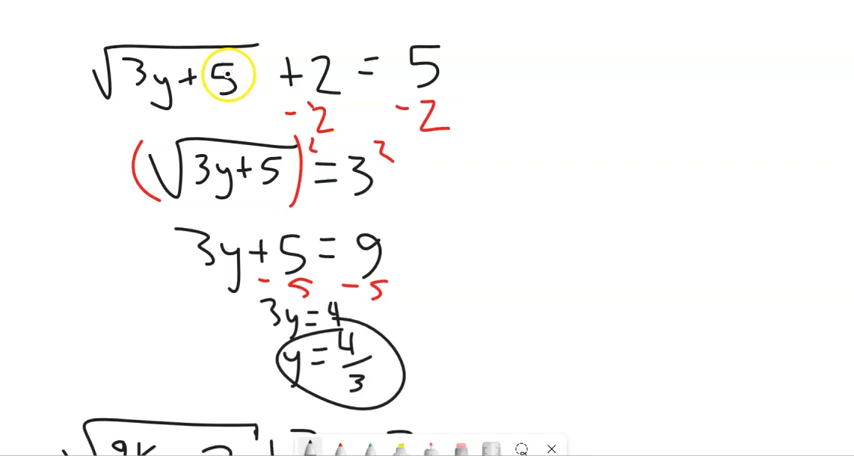 √(3y+5) + 2 = 5
-2 -2
(√(3y+5))² = 3²
3y+5=9
-5 -5
3y=4
y=4/3